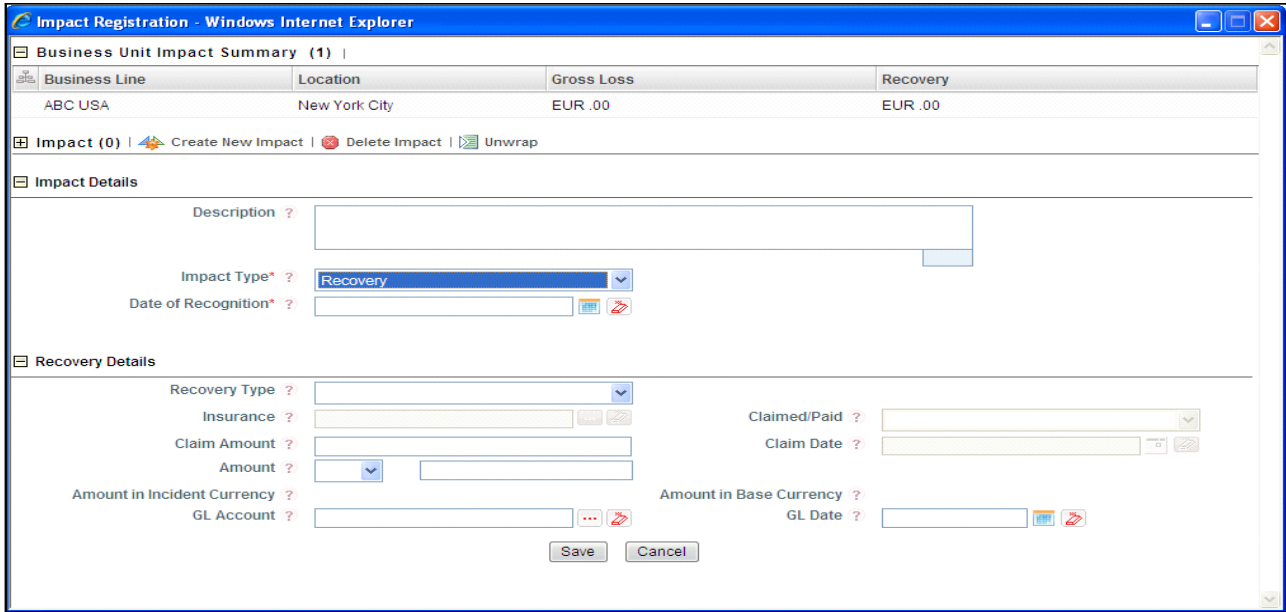 Impact Registration - Windows Internet Explorer
Business Unit Impact Summary (1) |
Business Line Location Gross Loss Recovery
ABC USA New York City EUR .00 EUR .00
Impact (0) | Create New Impact | Delete Impact | Unwrap
Impact Details
Description ?
Impact Type* ? Recovery
Date of Recognition* ?
Recovery Details
Recovery Type ?
Insurance ? Claimed/Paid ?
Claim Amount ? Claim Date ?
Amount ?
Amount in Incident Currency ? Amount in Base Currency ?
GL Account ? ... GL Date ?
Save Cancel